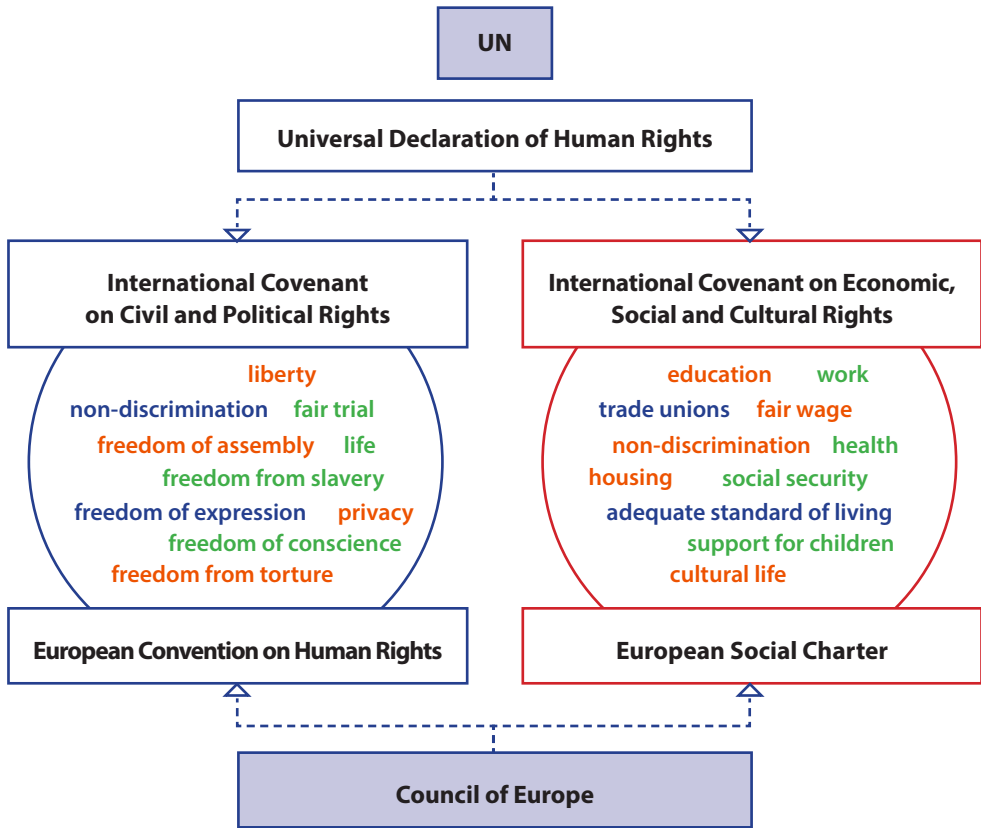 UN
Universal Declaration of Human Rights
International Covenant
on Civil and Political Rights
liberty
non-discrimination fair trial
freedom of assembly life
freedom from slavery
freedom of expression privacy
freedom of conscience
freedom from torture
European Convention on Human Rights
International Covenant on Economic,
Social and Cultural Rights
education work
trade unions fair wage
non-discrimination health
housing social security
adequate standard of living
support for children
cultural life
European Social Charter
Council of Europe